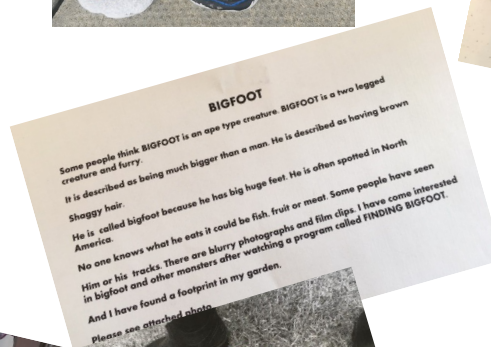 BIGFOOT
Some people think BIGFOOT is an ape type creature. BIGFOOT is a two legged
creature and furry.
It is described as being much bigger than a man. He is described as having brown
Shaggy hair.
He is called bigfoot because he has big huge feet. He is often spotted in North
America.
No one knows what he eats it could be fish, fruit or meat. Some people have seen
Him or his tracks. There are blurry photographs and film clips. I have come interested
in bigfoot and other monsters after watching a program called FINDING BIGFOOT.
And I have found a footprint in my garden.
Please see attached photo